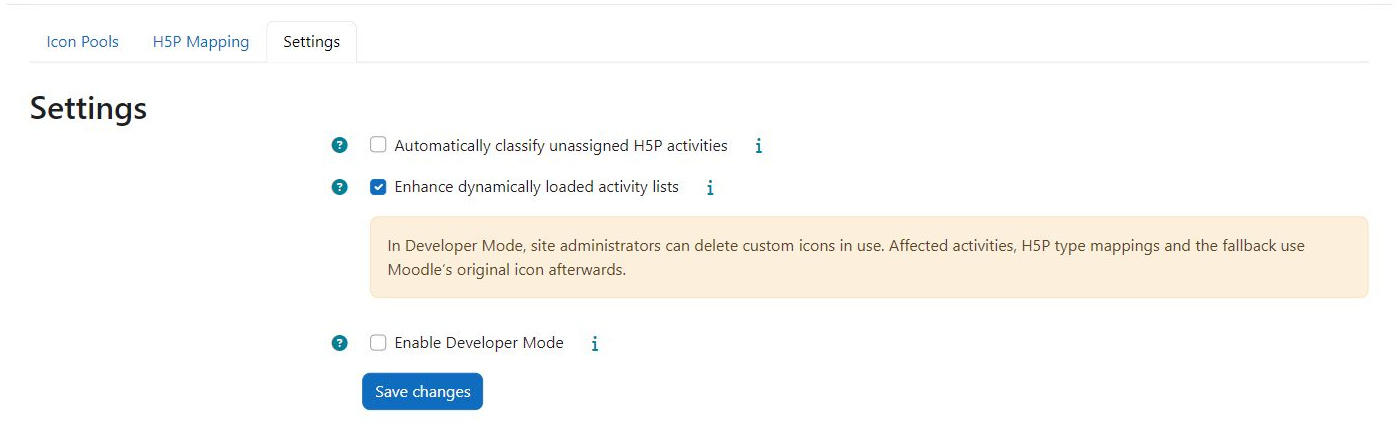 Icon Pools H5P Mapping Settings
Settings
? Automatically classify unassigned H5P activities i
? Enhance dynamically loaded activity lists i
In Developer Mode, site administrators can delete custom icons in use. Affected activities, H5P type mappings and the fallback use
Moodle's original icon afterwards.
? Enable Developer Mode i
Save changes